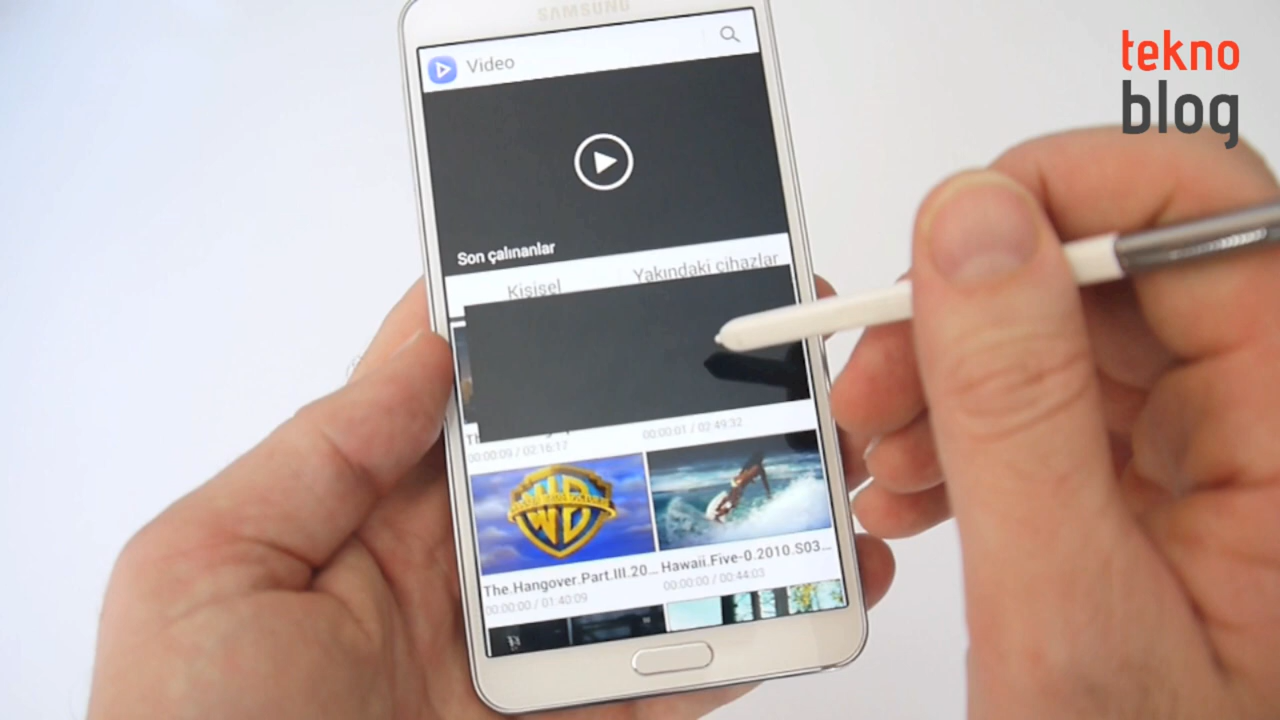 SAMSUNG
tekno
blog
Video
Son çalınanlar
Kişisel
Yakındaki cihazlar
00:00:09 / 02:16:17
00:00:01 / 02:49:32
WB
The.Hangover.Part.III.20...
Hawaii.Five-0.2010.S03...
00:00:00 / 01:40:09
00:00:00 / 00:44:03